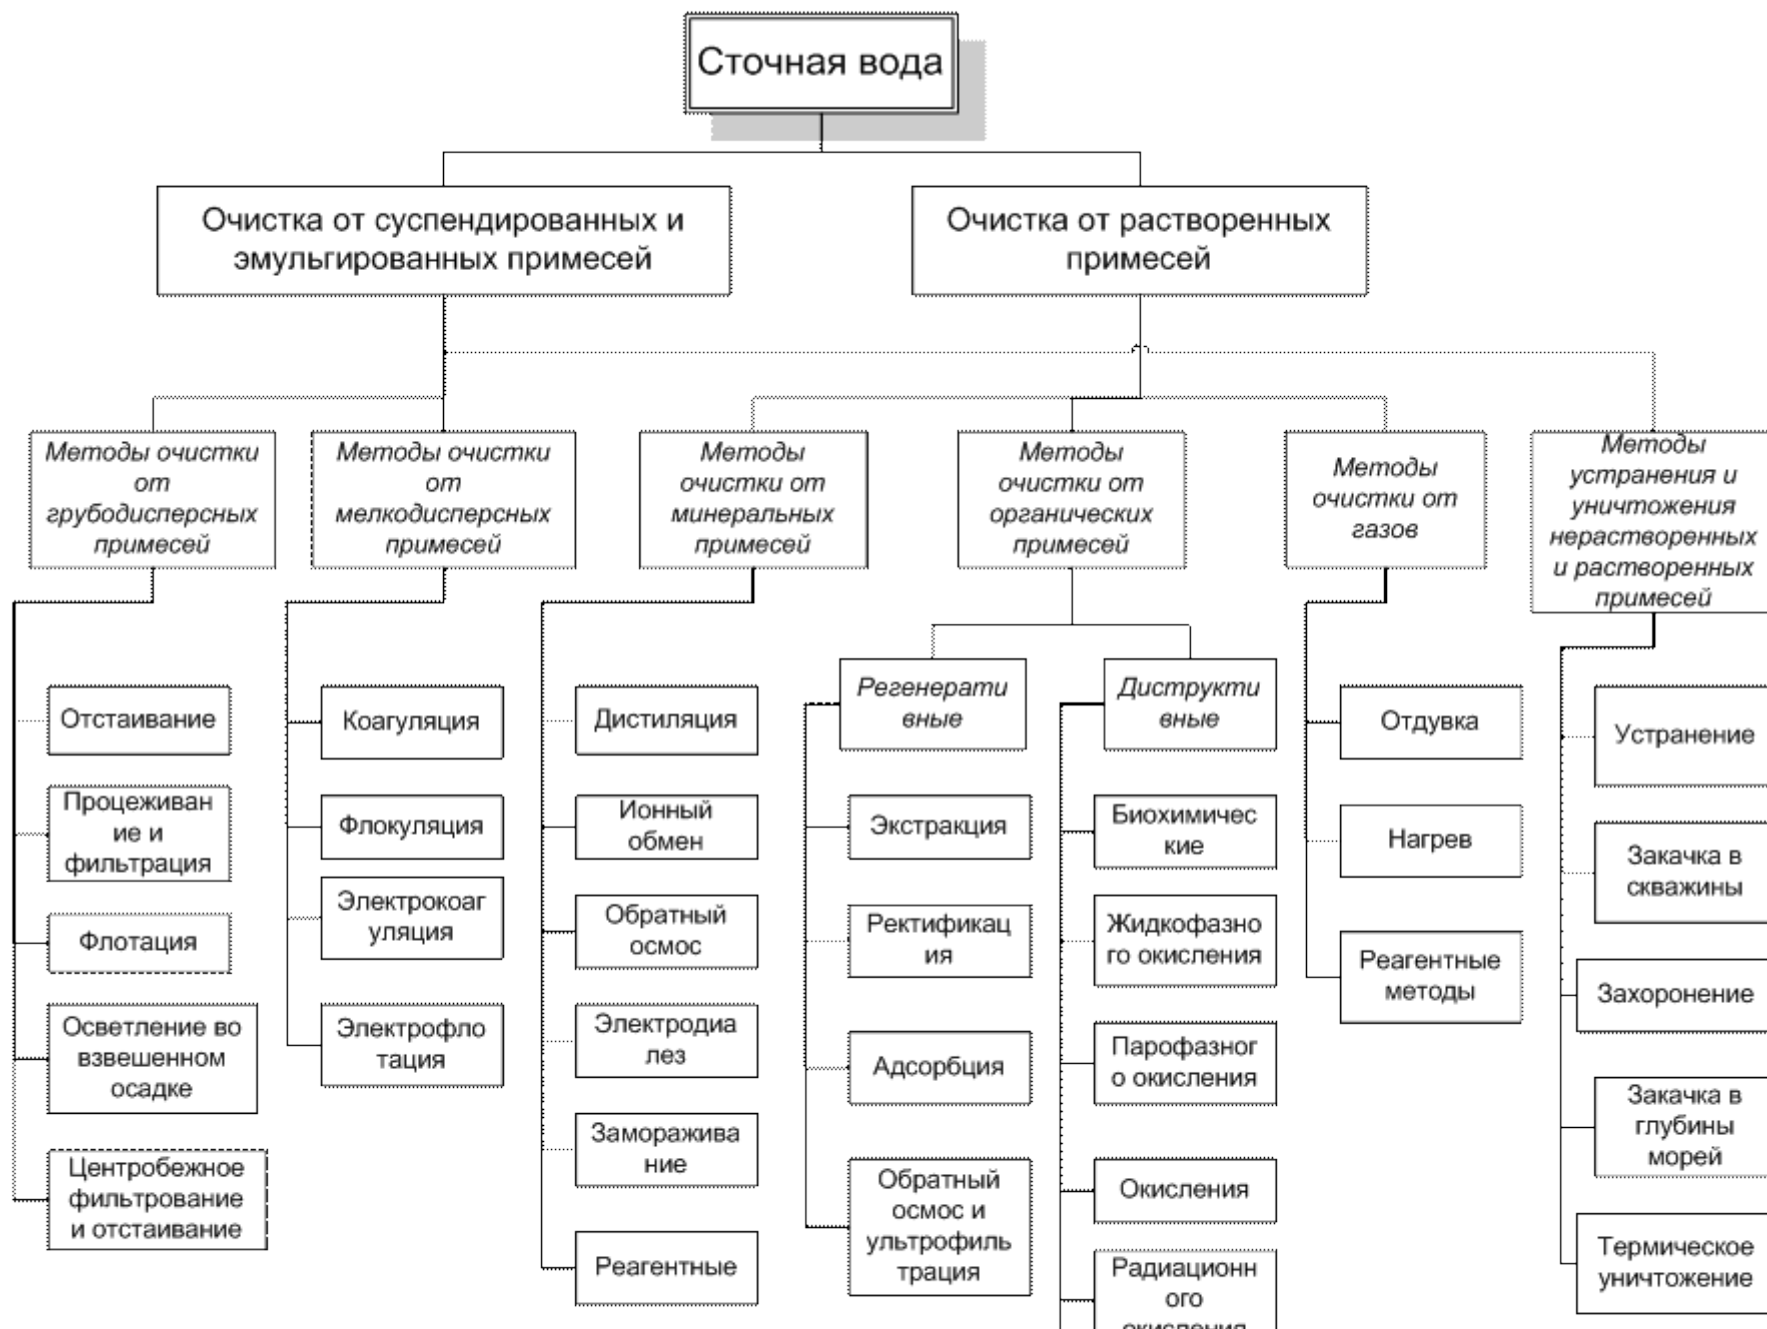 Сточная вода
Очистка от суспендированных и
эмульгированных примесей
Очистка от растворенных
примесей
Методы очистки
от
грубодисперсных
примесей
Методы очистки
от
мелкодисперсных
примесей
Методы
очистки от
минеральных
примесей
Методы
очистки от
органических
примесей
Методы
очистки от
газов
Методы
устранения и
уничтожения
нерастворенных
и растворенных
примесей
Отстаивание
Процеживан
ие и
фильтрация
Флотация
Осветление во
взвешенном
осадке
Центробежное
фильтрование
и отстаивание
Коагуляция
Флокуляция
Электрокоаг
уляция
Электрофло
тация
Дистиляция
Ионный
обмен
Обратный
осмос
Электродиа
лез
Заморажива
ние
Реагентные
Регенерати
вные
Экстракция
Ректификац
ия
Адсорбция
Обратный
осмос и
ультрофиль
трация
Диструкти
вные
Биохимичес
кие
Жидкофазно
го окисления
Парофазног
о окисления
Окисления
Радиационн
ого
окисления
Отдувка
Нагрев
Реагентные
методы
Устранение
Закачка в
скважины
Захоронение
Закачка в
глубины
морей
Термическое
уничтожение